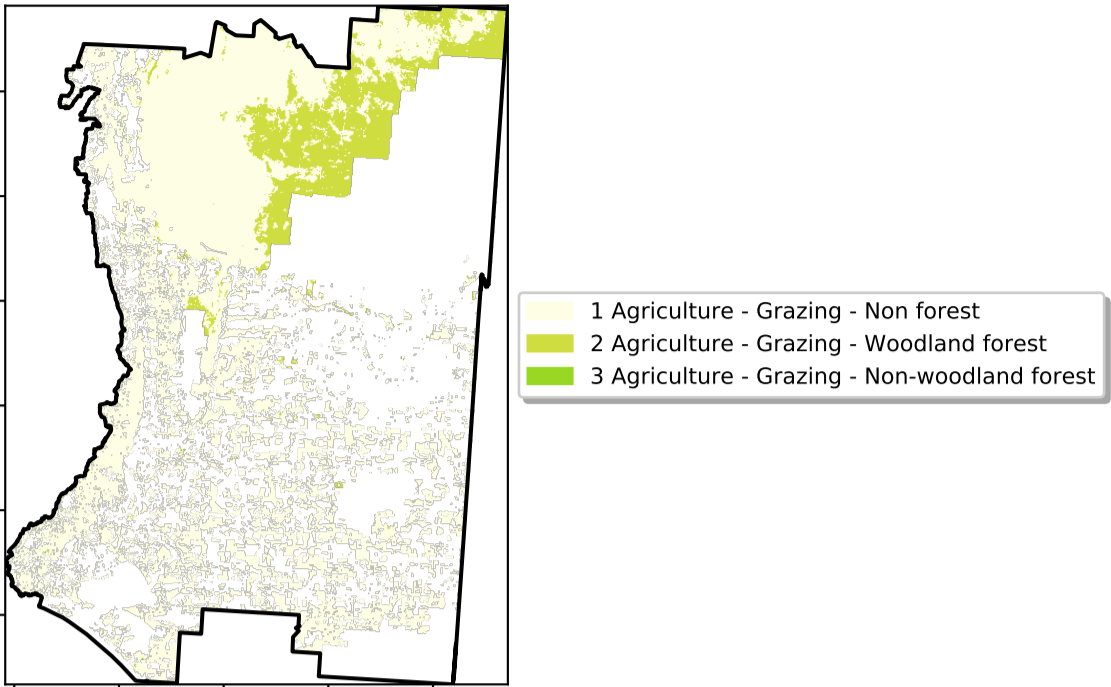 1 Agriculture - Grazing - Non forest
2 Agriculture - Grazing - Woodland forest
3 Agriculture - Grazing - Non-woodland forest